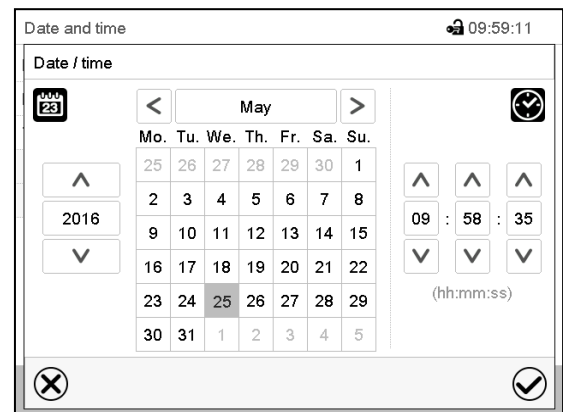 Date and time 09:59:11
Date / time
23
< May >
Mo. Tu. We. Th. Fr. Sa. Su.
25 26 27 28 29 30 1
2 3 4 5 6 7 8
9 10 11 12 13 14 15
16 17 18 19 20 21 22
23 24 25 26 27 28 29
30 31 1 2 3 4 5
2016
09 : 58 : 35
(hh:mm:ss)